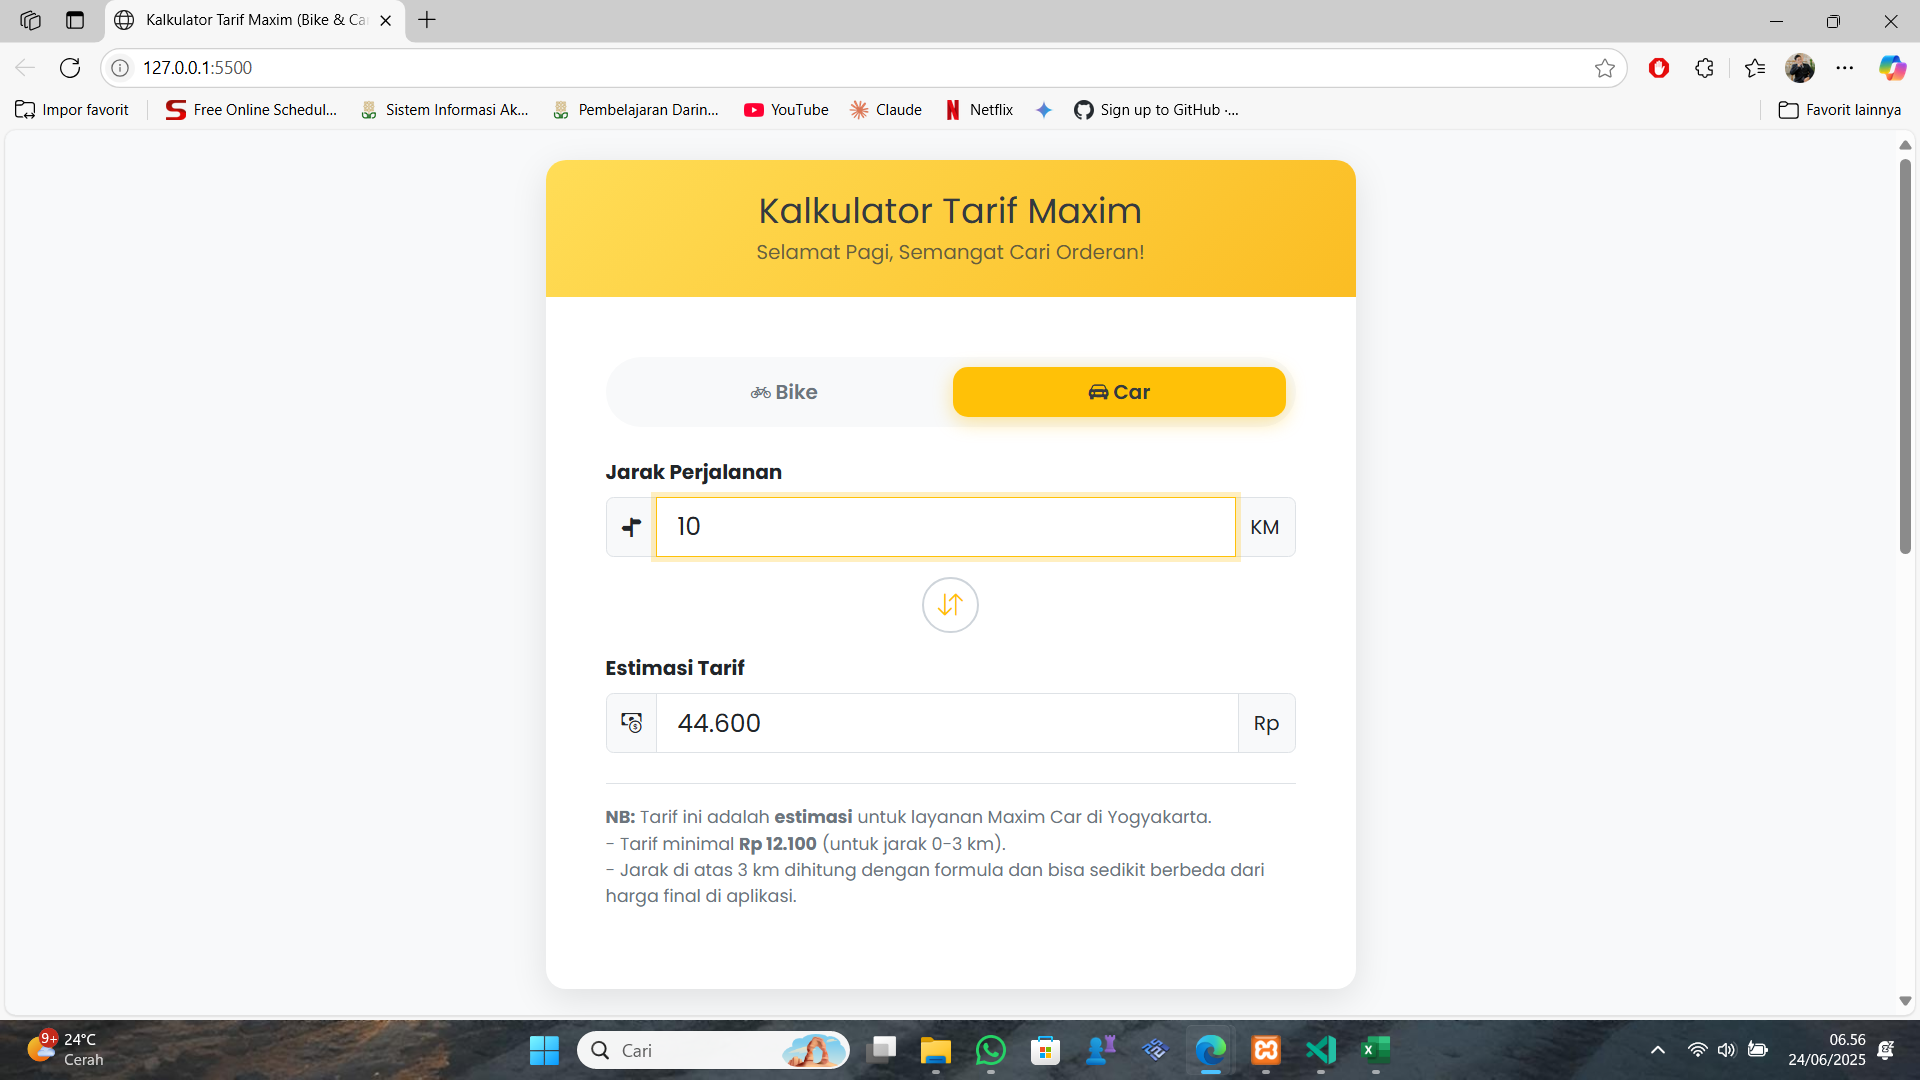 Kalkulator Tarif Maxim (Bike & Ca
127.0.0.1:5500
Impor favorit
Free Online Schedul...
Sistem Informasi Ak...
Pembelajaran Darin...
YouTube
Claude
Netflix
Sign up to GitHub ·...
Favorit lainnya
Kalkulator Tarif Maxim
Selamat Pagi, Semangat Cari Orderan!
Bike
Car
Jarak Perjalanan
10
KM
Estimasi Tarif
44.600
Rp
NB: Tarif ini adalah estimasi untuk layanan Maxim Car di Yogyakarta.
- Tarif minimal Rp 12.100 (untuk jarak 0-3 km).
- Jarak di atas 3 km dihitung dengan formula dan bisa sedikit berbeda dari
harga final di aplikasi.
9+
24°C
Cerah
Cari
06.56
24/06/2025